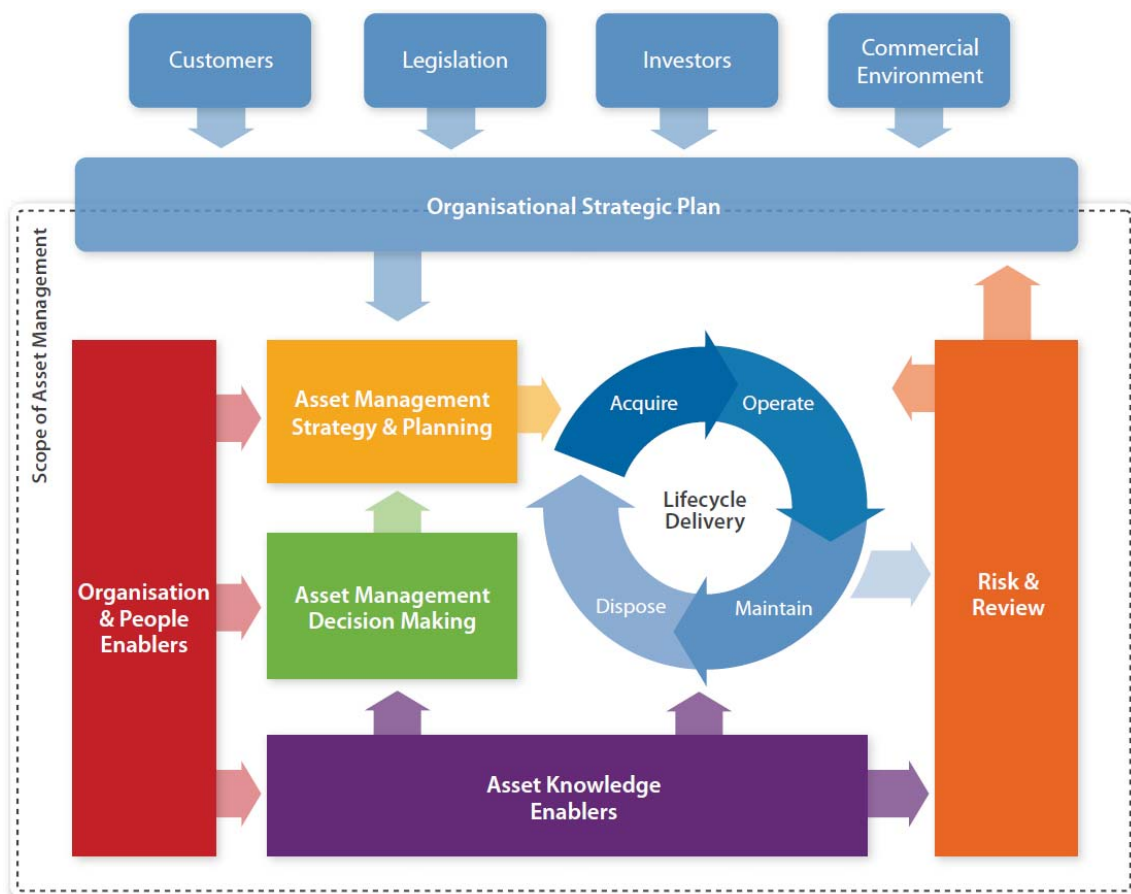 Customers
Legislation
Investors
Commercial
Environment
Organisational Strategic Plan
Scope of Asset Management
Asset Management
Strategy & Planning
Acquire
Operate
Lifecycle
Delivery
Organisation
& People
Enablers
Asset Management
Decision Making
Dispose
Maintain
Risk &
Review
Asset Knowledge
Enablers